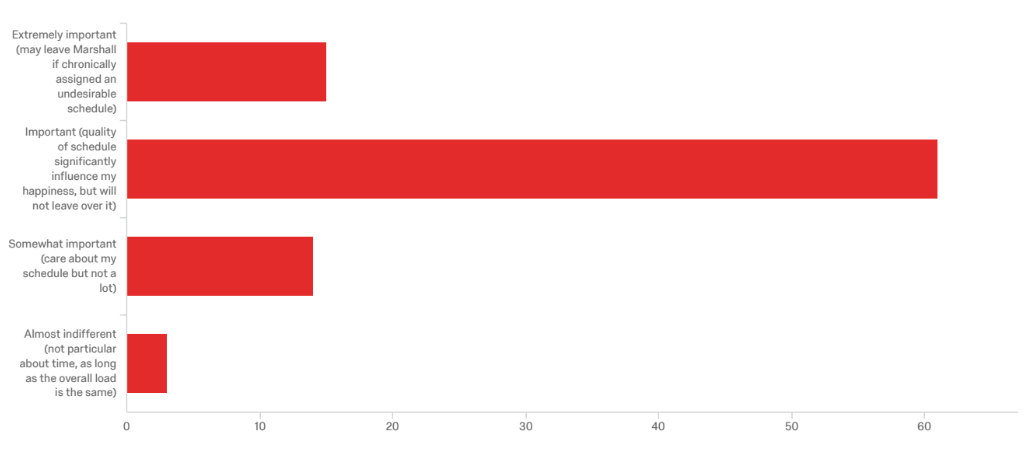 Extremely important
(may leave Marshall
if chronically
assigned an
undesirable
schedule)
Important (quality
of schedule
significantly
influence my
happiness, but will
not leave over it)
Somewhat important
(care about my
schedule but not a
lot)
Almost indifferent
(not particular
about time, as long
as the overall load
is the same)
0 10 20 30 40 50 60